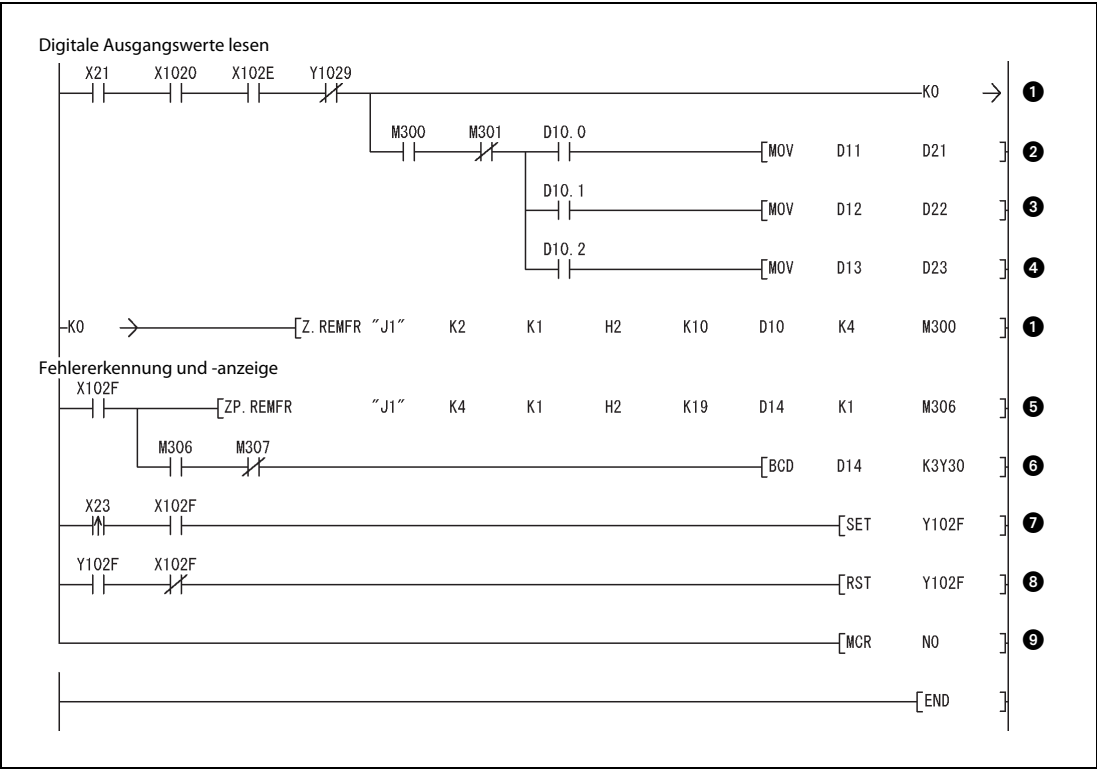 Digitale Ausgangswerte lesen
X21 X1020 X102E Y1029
K0 1
M300 M301 D10.0
MOV D11 D21 2
D10.1
MOV D12 D22 3
D10.2
MOV D13 D23 4
K0 Z.REMFR "J1" K2 K1 H2 K10 D10 K4 M300 1
Fehlererkennung und -anzeige
X102F
ZP.REMFR "J1" K4 K1 H2 K19 D14 K1 M306 5
M306 M307
BCD D14 K3Y30 6
X23 X102F
SET Y102F 7
Y102F X102F
RST Y102F 8
MCR N0 9
END